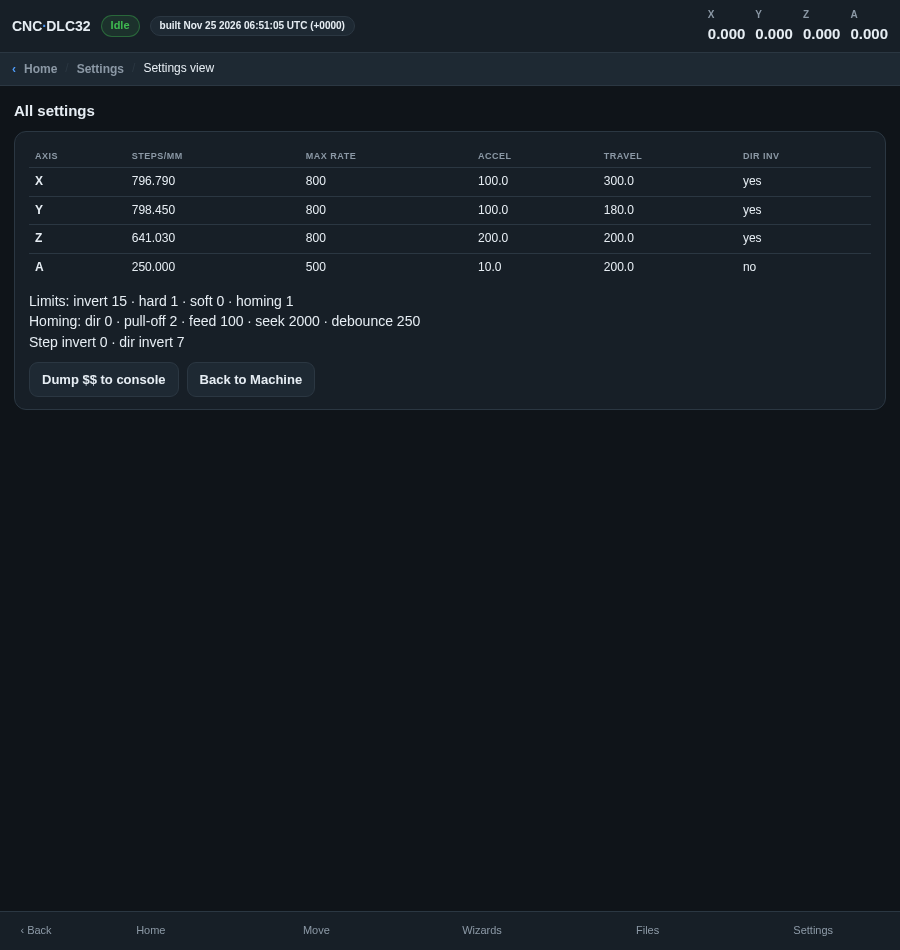 CNC·DLC32 Idle built Nov 25 2026 06:51:05 UTC (+0000)
X Y Z A
0.000 0.000 0.000 0.000
‹ Home / Settings / Settings view
All settings
AXIS STEPS/MM MAX RATE ACCEL TRAVEL DIR INV
X 796.790 800 100.0 300.0 yes
Y 798.450 800 100.0 180.0 yes
Z 641.030 800 200.0 200.0 yes
A 250.000 500 10.0 200.0 no
Limits: invert 15 · hard 1 · soft 0 · homing 1
Homing: dir 0 · pull-off 2 · feed 100 · seek 2000 · debounce 250
Step invert 0 · dir invert 7
Dump $$ to console Back to Machine
‹ Back Home Move Wizards Files Settings